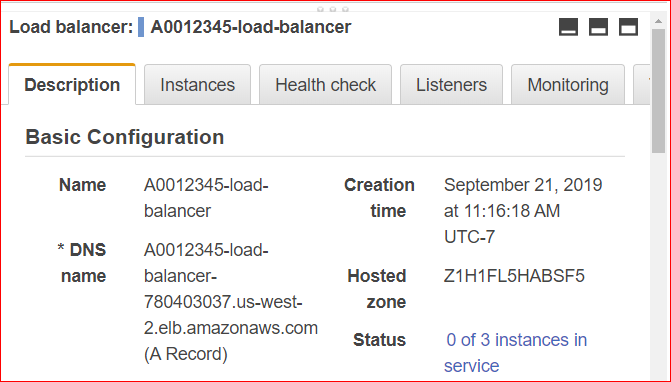 Load balancer: A0012345-load-balancer
Description Instances Health check Listeners Monitoring
Basic Configuration
Name
A0012345-load-
balancer
Creation
time
September 21, 2019
at 11:16:18 AM
UTC-7
* DNS
name
A0012345-load-
balancer-
780403037.us-west-
2.elb.amazonaws.com
(A Record)
Hosted
zone
Z1H1FL5HABSF5
Status
0 of 3 instances in
service